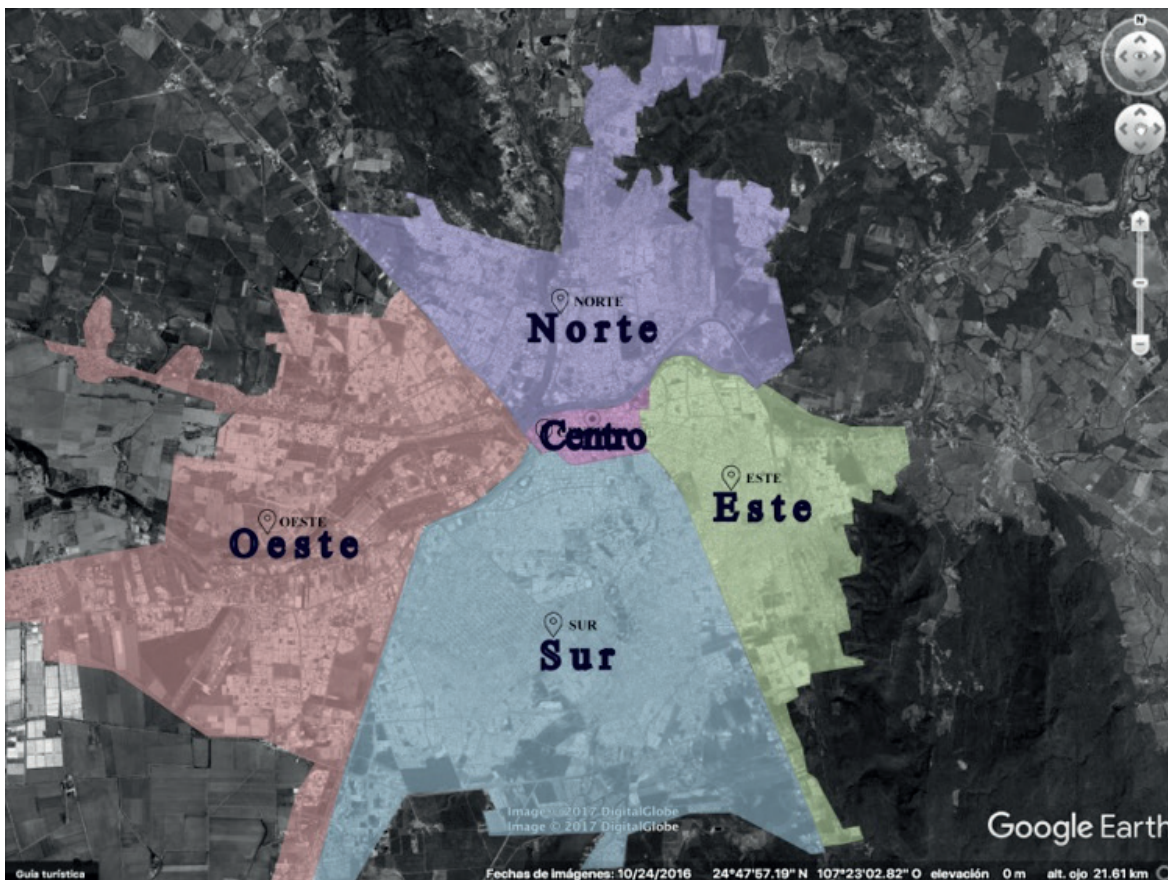 N
NORTE
Norte
Centro
ESTE
Este
OESTE
Oeste
SUR
Sur
Image © 2017 DigitalGlobe
Image © 2017 DigitalGlobe
Google Earth
Guía turística
Fechas de imágenes: 10/24/2016 24°47'57.19" N 107°23'02.82" O elevación 0 m alt. ojo 21.61 km